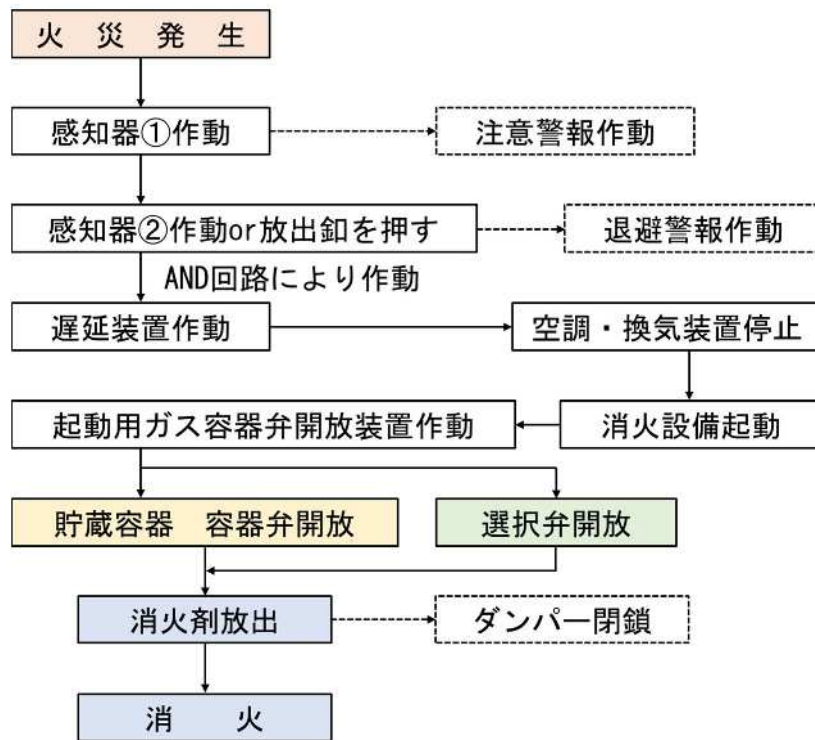 火 災 発 生
感知器①作動
注意警報作動
感知器②作動or放出釦を押す
退避警報作動
AND回路により作動
遅延装置作動
空調・換気装置停止
起動用ガス容器弁開放装置作動
消火設備起動
貯蔵容器 容器弁開放
選択弁開放
消火剤放出
ダンパー閉鎖
消 火